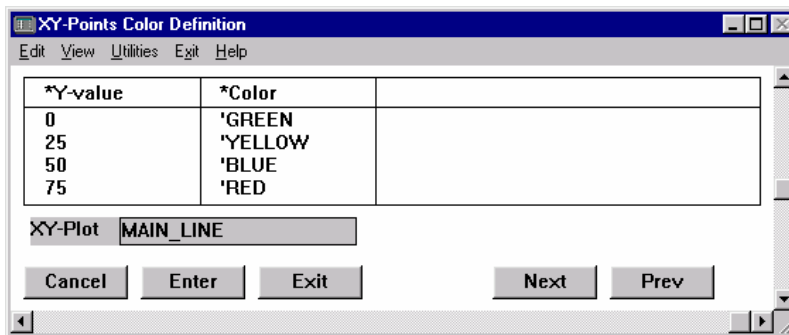 XY-Points Color Definition
Edit View Utilities Exit Help
*Y-value *Color
0 'GREEN
25 'YELLOW
50 'BLUE
75 'RED
XY-Plot MAIN_LINE
Cancel Enter Exit Next Prev